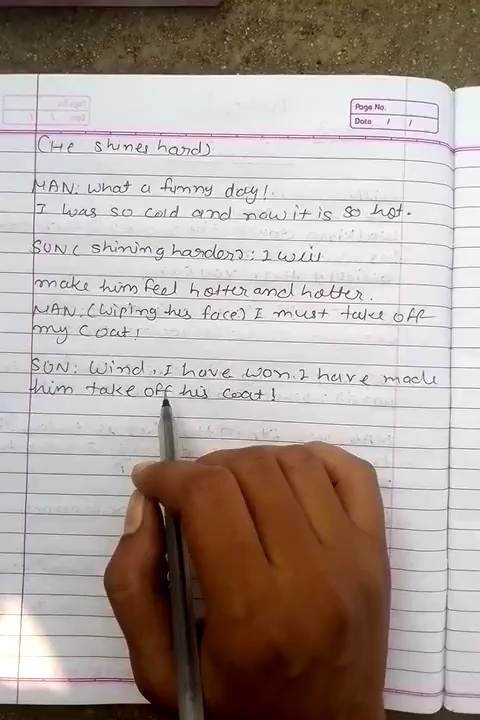 Page No.
Date / /
(He shines hard)
MAN: what a funny day!
I was so cold and now it is so hot.
SUN( shining harder): I will
make him feel hotter and hotter.
MAN: (wiping his face) I must take off
my coat!
SUN: Wind, I have won. I have made
him take off his coat!